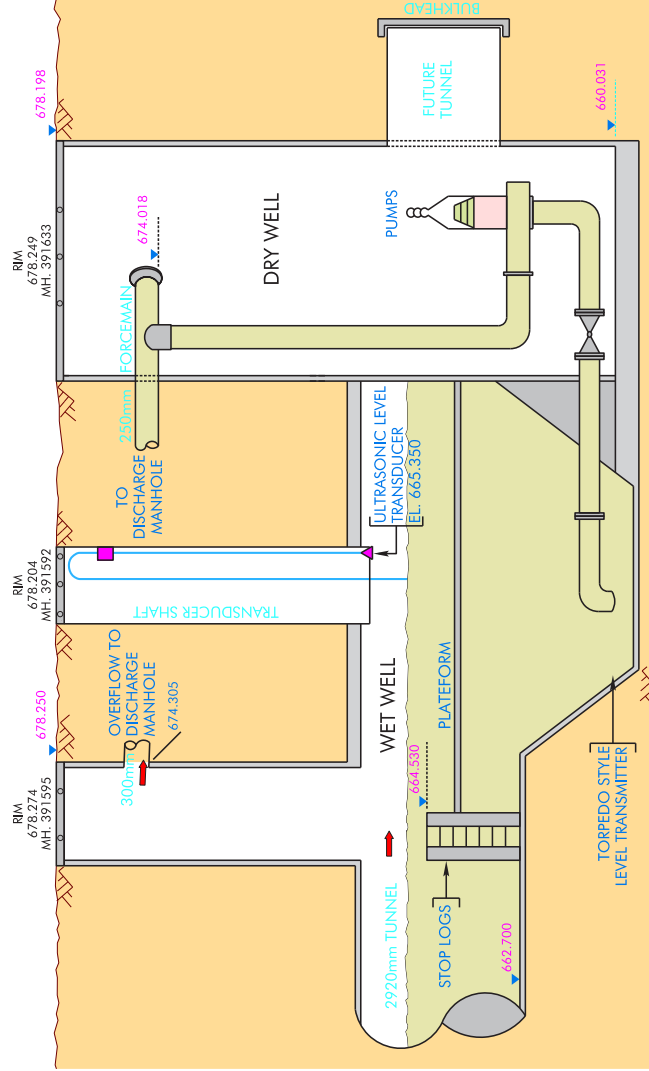 RIM
678.274
MH. 391595
678.250
RIM
678.204
MH. 391592
RIM
678.249
MH. 391633
678.198
300mm
OVERFLOW TO
DISCHARGE
MANHOLE
674.305
TRANSDUCER SHAFT
TO
DISCHARGE
MANHOLE
250mm FORCEMAIN
674.018
DRY WELL
2920mm TUNNEL
WET WELL
ULTRASONIC LEVEL
TRANSDUCER
EL. 665.350
PUMPS
FUTURE
TUNNEL
BULKHEAD
STOP LOGS
664.530
PLATEFORM
662.700
TORPEDO STYLE
LEVEL TRANSMITTER
660.031